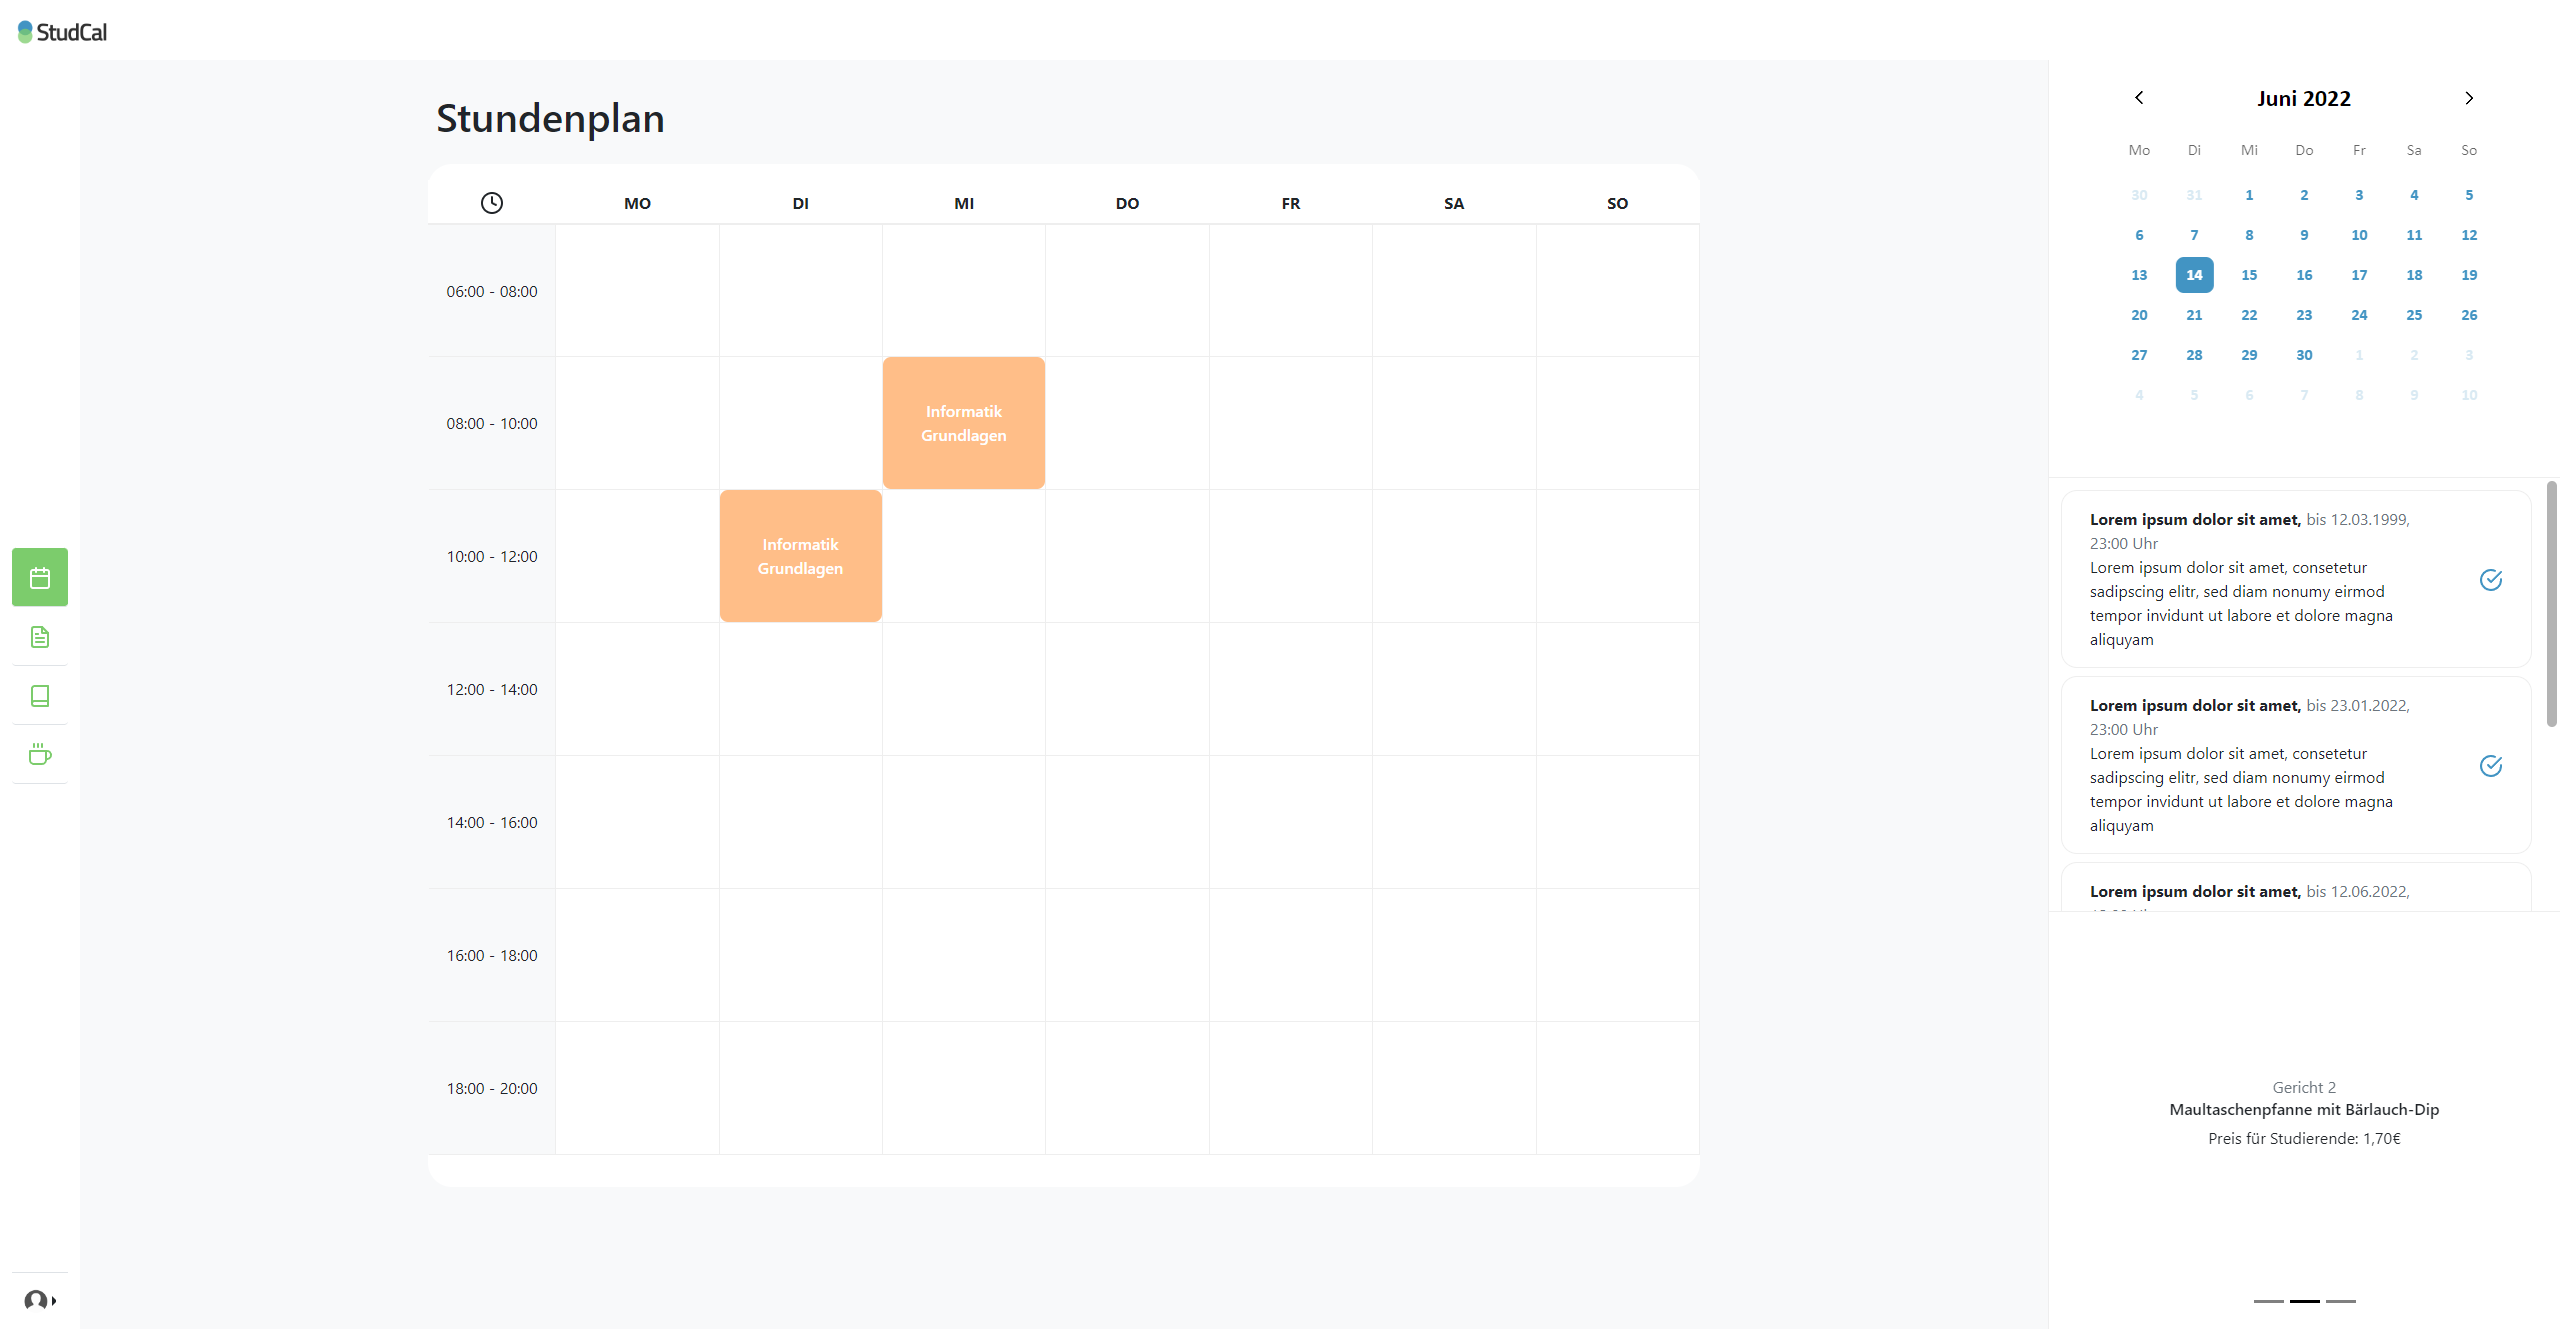 StudCal
Stundenplan
MO DI MI DO FR SA SO
06:00 - 08:00
08:00 - 10:00
Informatik
Grundlagen
10:00 - 12:00
Informatik
Grundlagen
12:00 - 14:00
14:00 - 16:00
16:00 - 18:00
18:00 - 20:00
Juni 2022
Mo Di Mi Do Fr Sa So
30 31 1 2 3 4 5
6 7 8 9 10 11 12
13 14 15 16 17 18 19
20 21 22 23 24 25 26
27 28 29 30 1 2 3
4 5 6 7 8 9 10
Lorem ipsum dolor sit amet, bis 12.03.1999,
23:00 Uhr
Lorem ipsum dolor sit amet, consetetur
sadipscing elitr, sed diam nonumy eirmod
tempor invidunt ut labore et dolore magna
aliquyam
Lorem ipsum dolor sit amet, bis 23.01.2022,
23:00 Uhr
Lorem ipsum dolor sit amet, consetetur
sadipscing elitr, sed diam nonumy eirmod
tempor invidunt ut labore et dolore magna
aliquyam
Lorem ipsum dolor sit amet, bis 12.06.2022,
Gericht 2
Maultaschenpfanne mit Bärlauch-Dip
Preis für Studierende: 1,70€